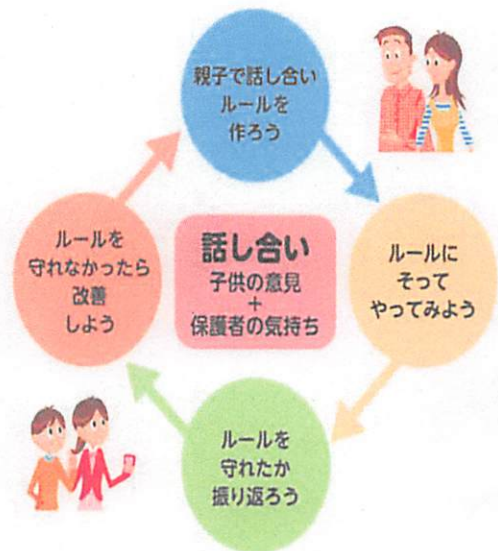 親子で話し合い
ルールを
作ろう
ルールに
そって
やってみよう
ルールを
守れたか
振り返ろう
ルールを
守れなかったら
改善
しよう
話し合い
子供の意見
+
保護者の気持ち